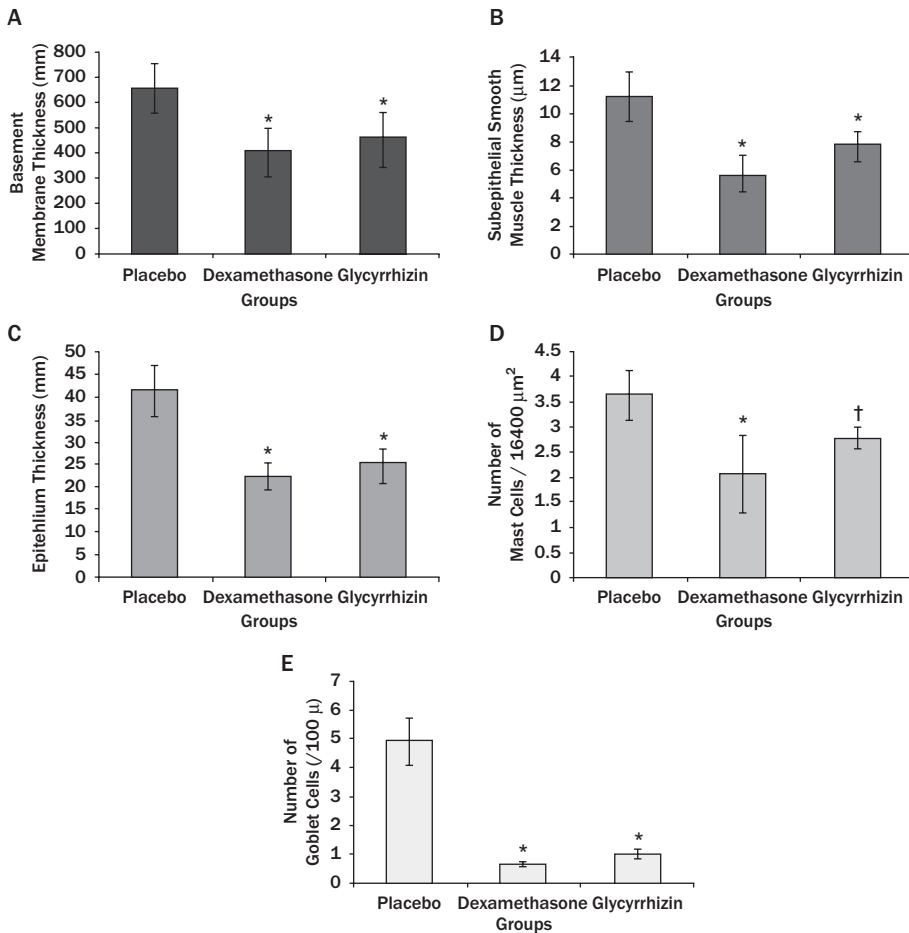 A
Basement
Membrane Thickness (mm)
800
700
600
500
400
300
200
100
0
*
*
Placebo
Dexamethasone
Glycyrrhizin
Groups
B
Subepithelial Smooth
Muscle Thickness (μm)
14
12
10
8
6
4
2
0
*
*
Placebo
Dexamethasone
Glycyrrhizin
Groups
C
Epitehlium Thickness (mm)
50
45
40
35
30
25
20
15
10
5
0
*
*
Placebo
Dexamethasone
Glycyrrhizin
Groups
D
Number of
Mast Cells / 16400 μm²
4.5
4
3.5
3
2.5
2
1.5
1
0.5
0
*
†
Placebo
Dexamethasone
Glycyrrhizin
Groups
E
Number of
Goblet Cells (/100 μ)
7
6
5
4
3
2
1
0
*
*
Placebo
Dexamethasone
Glycyrrhizin
Groups